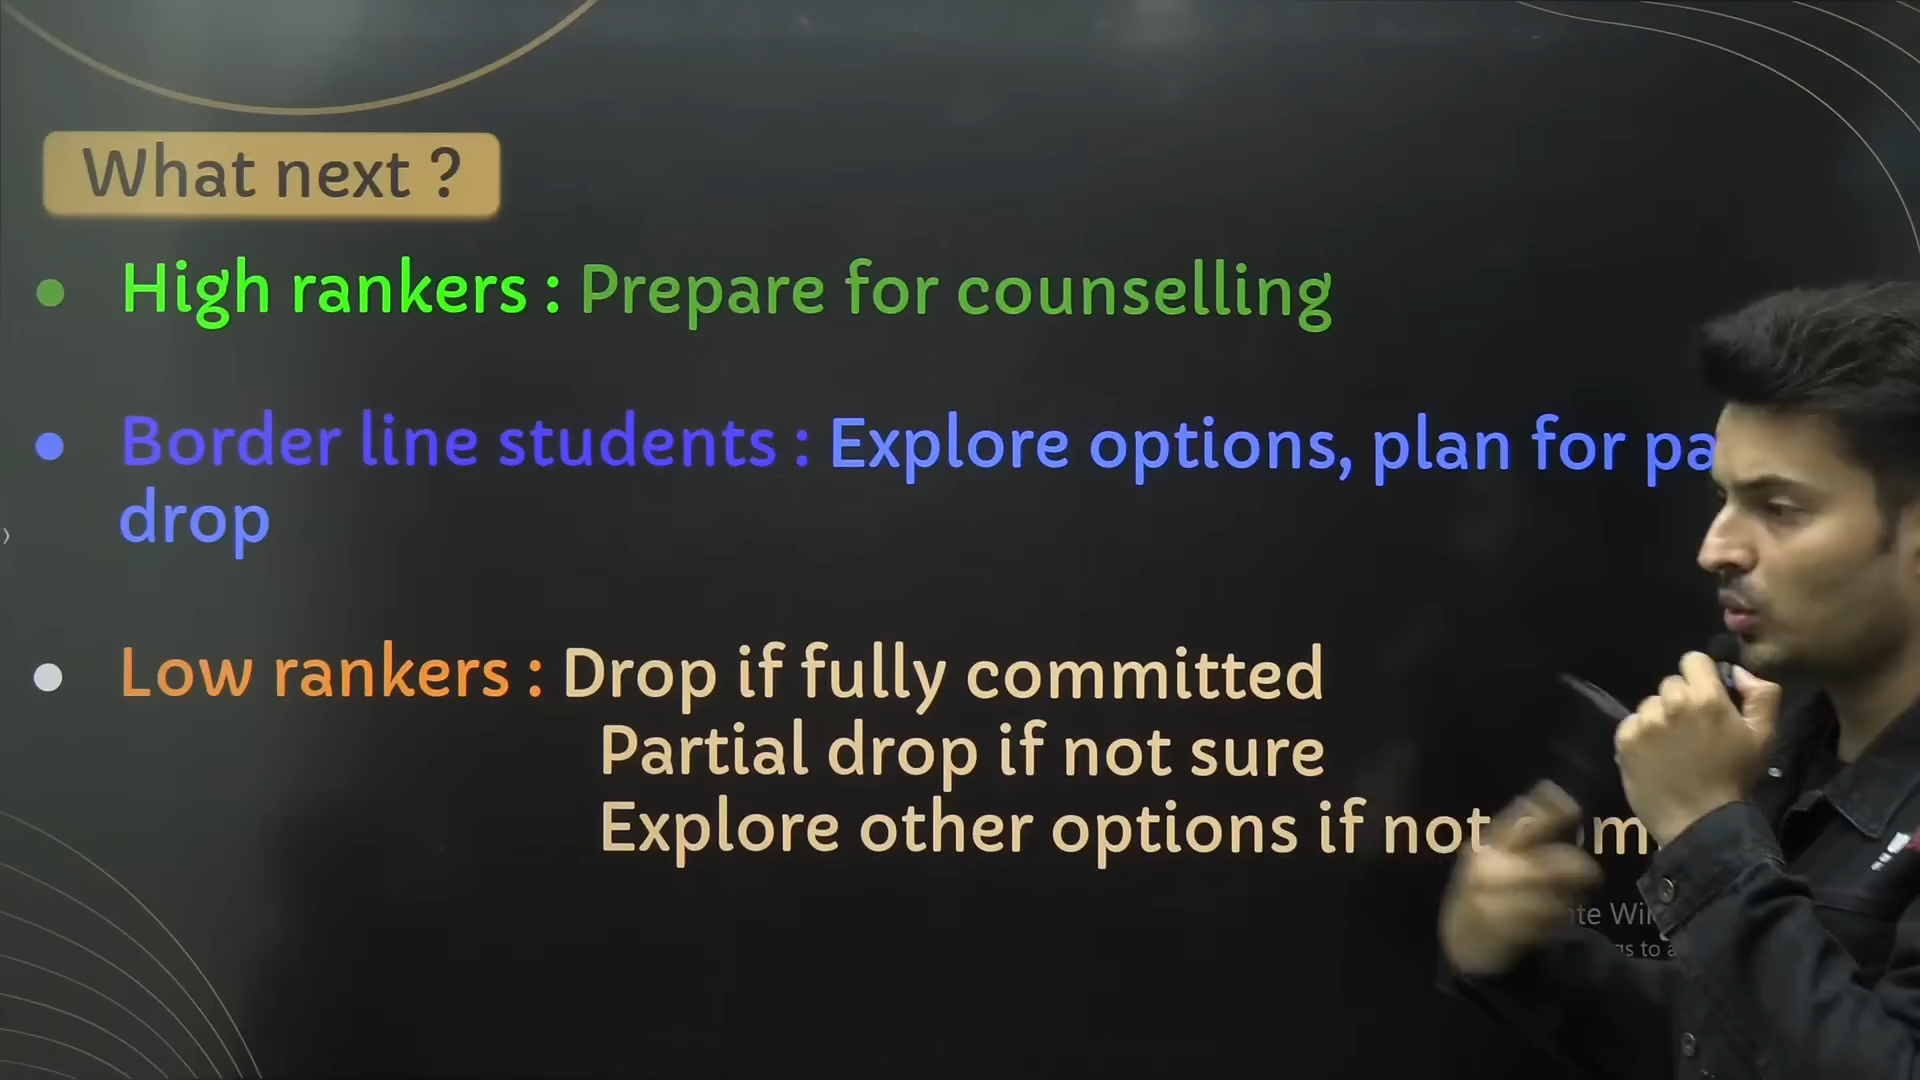 What next ?
High rankers : Prepare for counselling
Border line students : Explore options, plan for
drop
Low rankers : Drop if fully committed
Partial drop if not sure
Explore other options if not